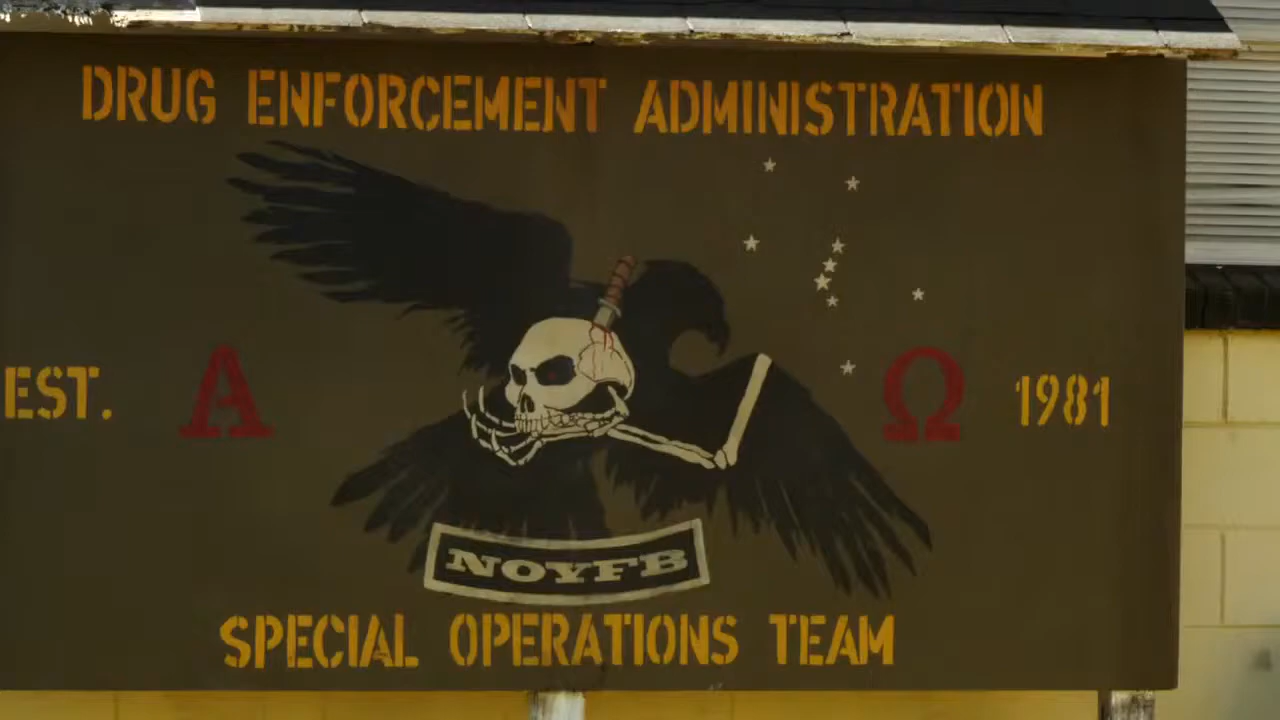 DRUG ENFORCEMENT ADMINISTRATION
EST. A Ω 1981
NOYFB
SPECIAL OPERATIONS TEAM